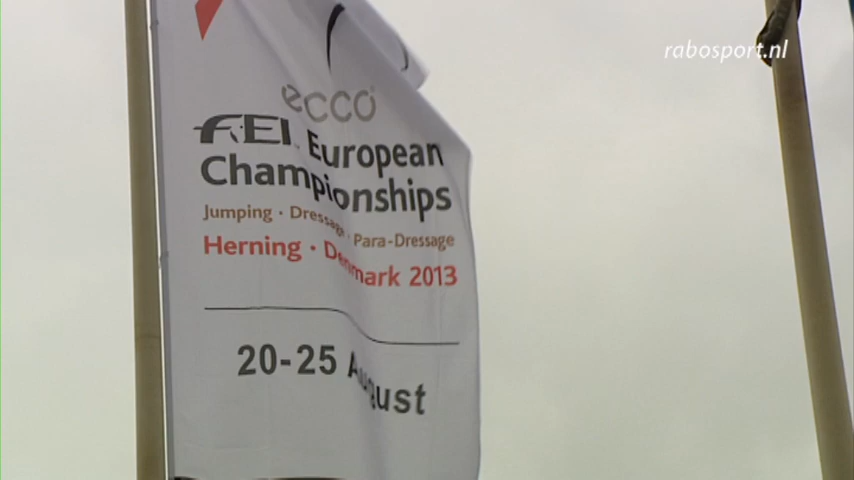 rabosport.nl
ecco
FEI European
Championships
Jumping · Dressage · Para-Dressage
Herning · Denmark 2013
20-25 August